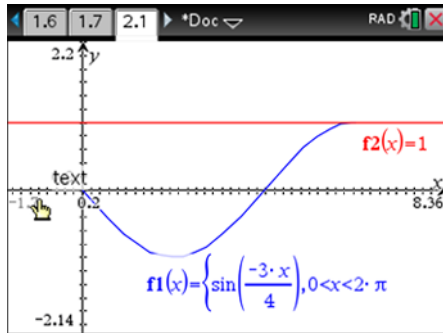 1.6 1.7 2.1 *Doc RAD
2.2 y
f2(x)=1
text x
0.2 8.36
f1(x)={sin(-3·x/4),0<x<2·π
-2.14